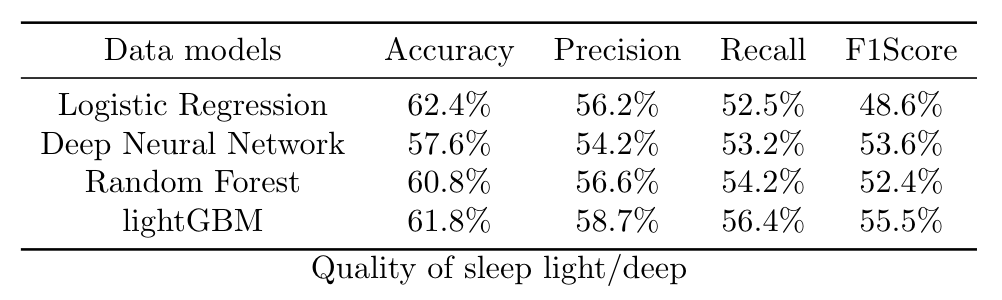 Data models Accuracy Precision Recall F1Score
Logistic Regression 62.4% 56.2% 52.5% 48.6%
Deep Neural Network 57.6% 54.2% 53.2% 53.6%
Random Forest 60.8% 56.6% 54.2% 52.4%
lightGBM 61.8% 58.7% 56.4% 55.5%
Quality of sleep light/deep